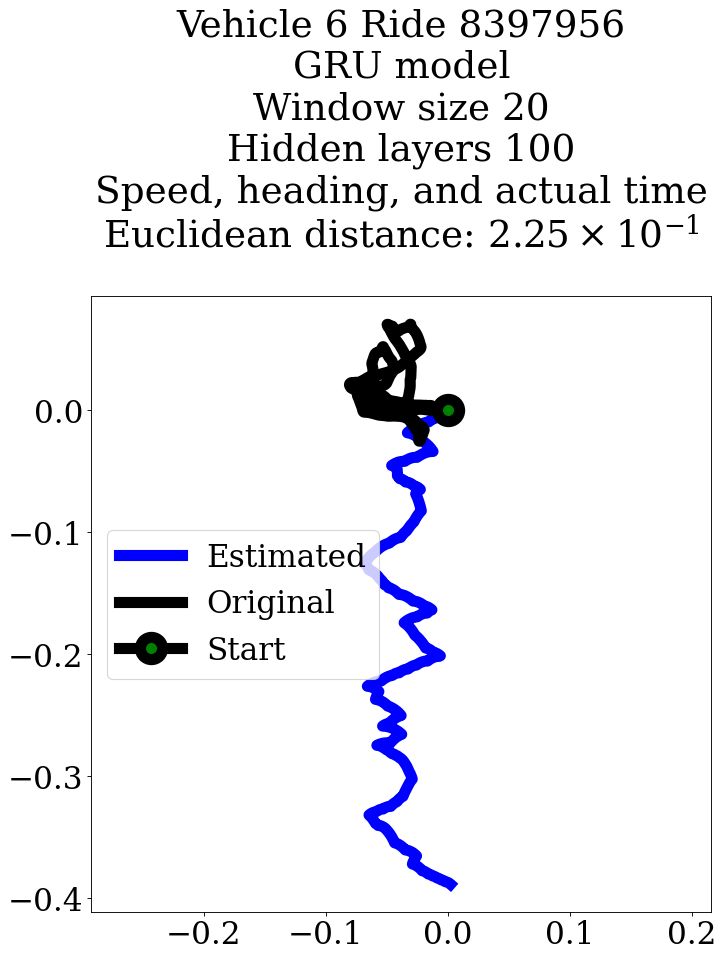 Vehicle 6 Ride 8397956
GRU model
Window size 20
Hidden layers 100
Speed, heading, and actual time
Euclidean distance: 2.25 × 10⁻¹
0.0
−0.1
Estimated
Original
Start
−0.2
−0.3
−0.4
−0.2 −0.1 0.0 0.1 0.2